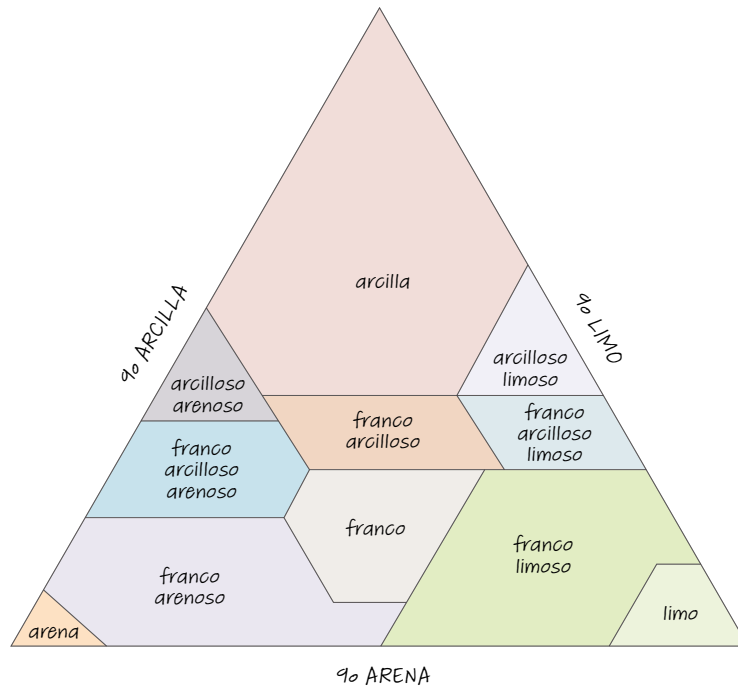 arcilla
% ARCILLA
% LIMO
arcilloso
arenoso
arcilloso
limoso
franco
arcilloso
franco
arcilloso
limoso
franco
arcilloso
arenoso
franco
franco
limoso
franco
arenoso
arena
limo
% ARENA